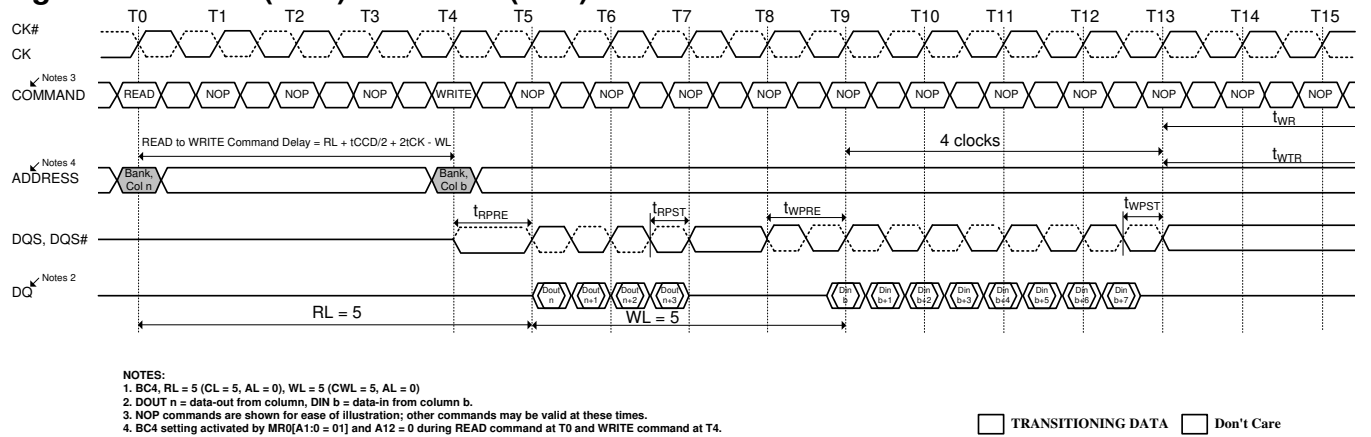 T0 T1 T2 T3 T4 T5 T6 T7 T8 T9 T10 T11 T12 T13 T14 T15
CK#
CK
Notes 3
COMMAND READ NOP NOP NOP WRITE NOP NOP NOP NOP NOP NOP NOP NOP NOP NOP NOP
tWR
READ to WRITE Command Delay = RL + tCCD/2 + 2tCK - WL
4 clocks
tWTR
Notes 4
ADDRESS
Bank, Col n
Bank, Col b
tRPRE tRPST tWPRE tWPST
DQS, DQS#
Notes 2
DQ
Dout n Dout n+1 Dout n+2 Dout n+3 Din b Din b+1 Din b+2 Din b+3 Din b+4 Din b+5 Din b+6 Din b+7
RL = 5 WL = 5
NOTES:
1. BC4, RL = 5 (CL = 5, AL = 0), WL = 5 (CWL = 5, AL = 0)
2. DOUT n = data-out from column, DIN b = data-in from column b.
3. NOP commands are shown for ease of illustration; other commands may be valid at these times.
4. BC4 setting activated by MR0[A1:0 = 01] and A12 = 0 during READ command at T0 and WRITE command at T4.
TRANSITIONING DATA Don't Care